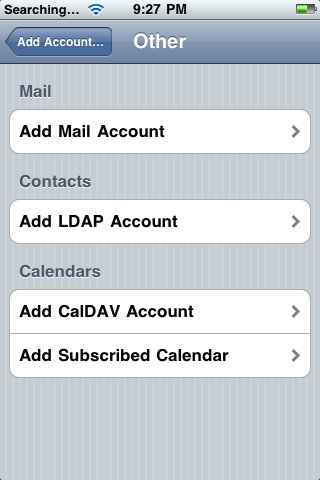 Searching... 9:27 PM
Add Account... Other
Mail
Add Mail Account
Contacts
Add LDAP Account
Calendars
Add CalDAV Account
Add Subscribed Calendar